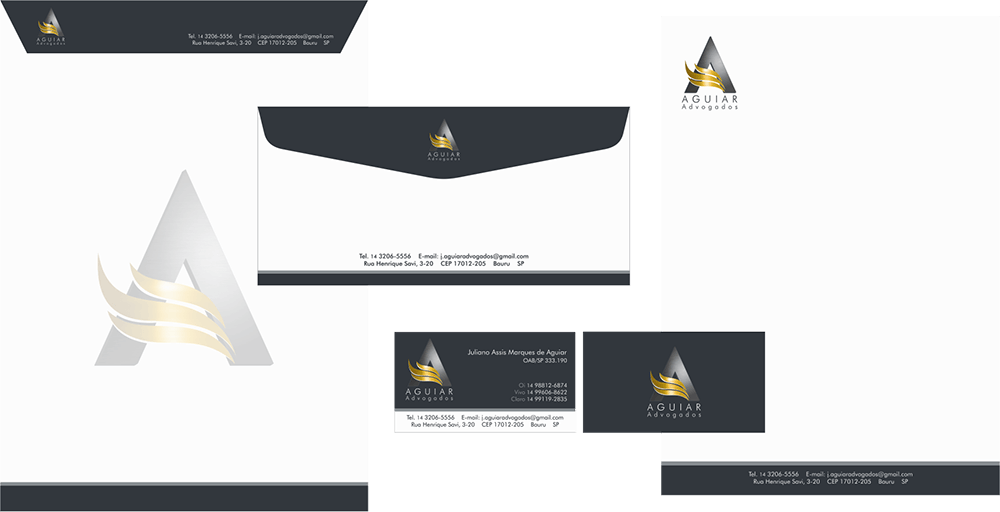 AGUIAR
Advogados
Tel. 14 3206-5556 E-mail: j.aguiaradvogados@gmail.com
Rua Henrique Savi, 3-20 CEP 17012-205 Bauru SP
AGUIAR
Advogados
Tel. 14 3206-5556 E-mail: j.aguiaradvogados@gmail.com
Rua Henrique Savi, 3-20 CEP 17012-205 Bauru SP
AGUIAR
Advogados
Juliano Assis Marques de Aguiar
OAB/SP 333.190
Oi 14 98812-6874
Vivo 14 99606-8622
Claro 14 99119-2835
AGUIAR
Advogados
Tel. 14 3206-5556 E-mail: j.aguiaradvogados@gmail.com
Rua Henrique Savi, 3-20 CEP 17012-205 Bauru SP
AGUIAR
Advogados
Tel. 14 3206-5556 E-mail: j.aguiaradvogados@gmail.com
Rua Henrique Savi, 3-20 CEP 17012-205 Bauru SP